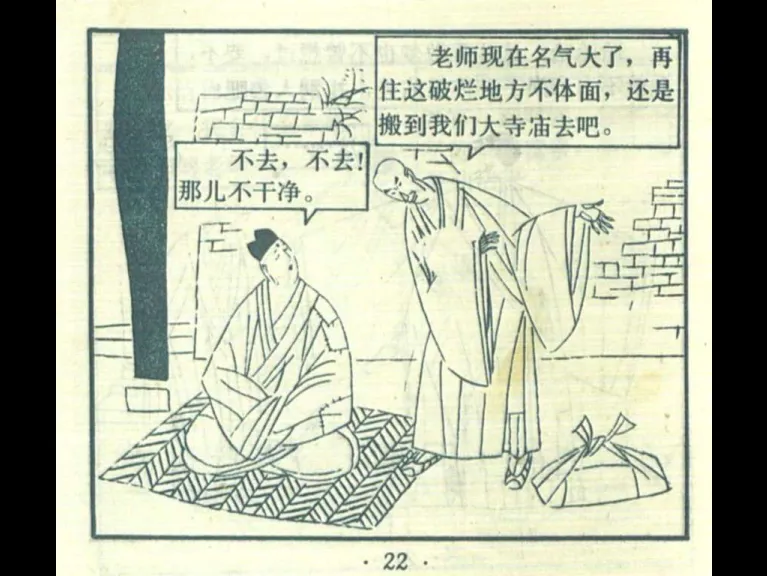 老师现在名气大了，再
住这破烂地方不体面，还是
搬到我们大寺庙去吧。
不去，不去！
那儿不干净。
· 22 ·